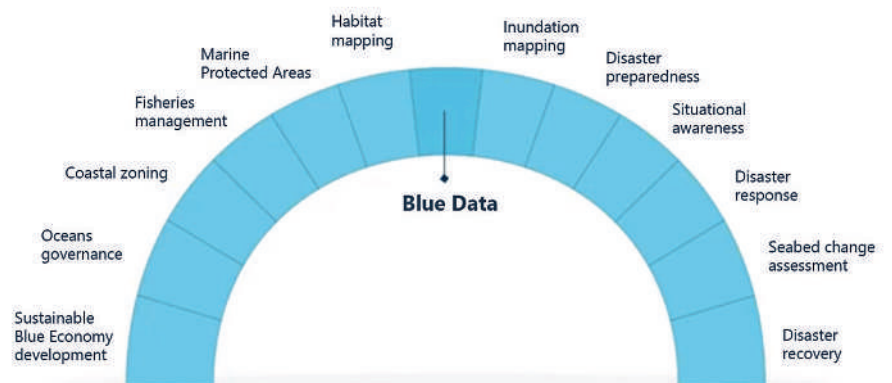 Habitat
mapping
Inundation
mapping
Marine
Protected Areas
Disaster
preparedness
Fisheries
management
Situational
awareness
Coastal zoning
Disaster
response
Blue Data
Oceans
governance
Seabed change
assessment
Sustainable
Blue Economy
development
Disaster
recovery